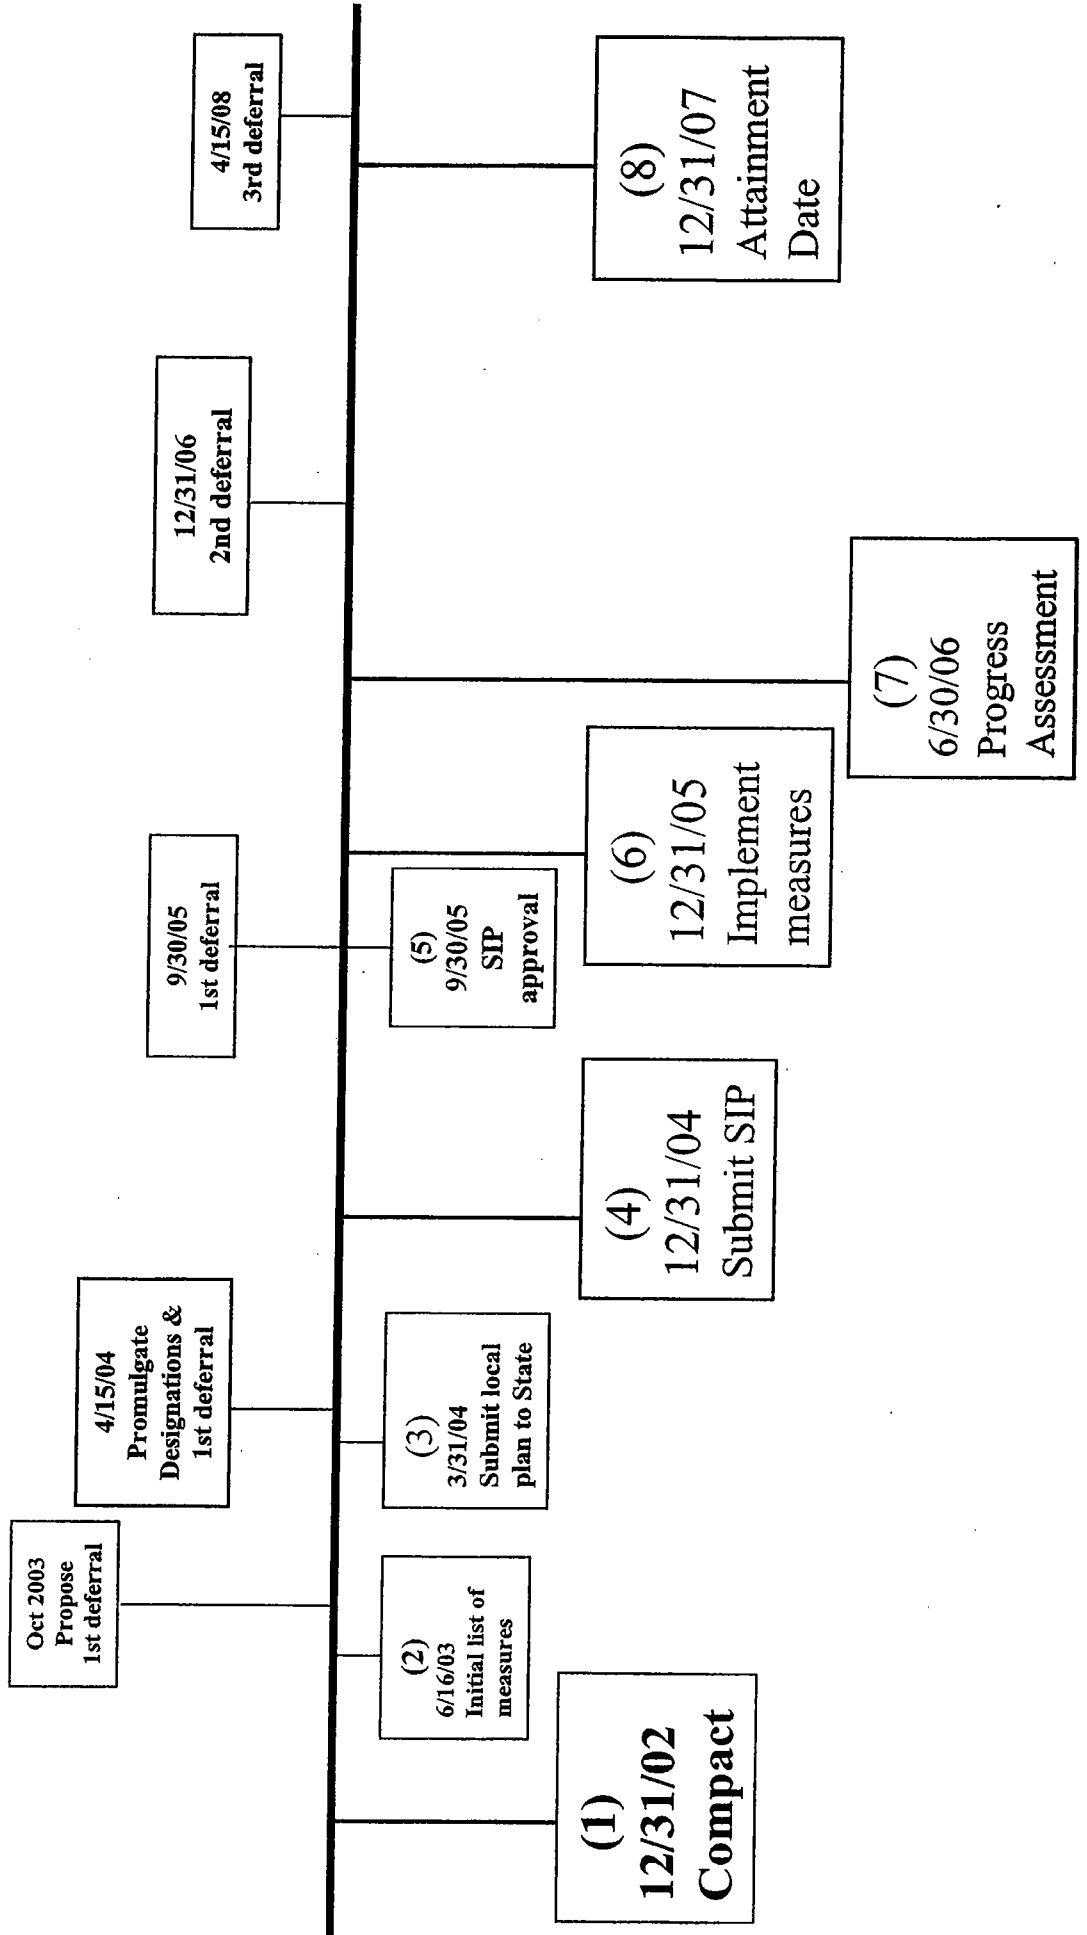 Oct 2003
Propose
1st deferral
4/15/04
Promulgate
Designations &
1st deferral
9/30/05
1st deferral
12/31/06
2nd deferral
4/15/08
3rd deferral
(1)
12/31/02
Compact
(2)
6/16/03
Initial list of
measures
(3)
3/31/04
Submit local
plan to State
(4)
12/31/04
Submit SIP
(5)
9/30/05
SIP
approval
(6)
12/31/05
Implement
measures
(7)
6/30/06
Progress
Assessment
(8)
12/31/07
Attainment
Date